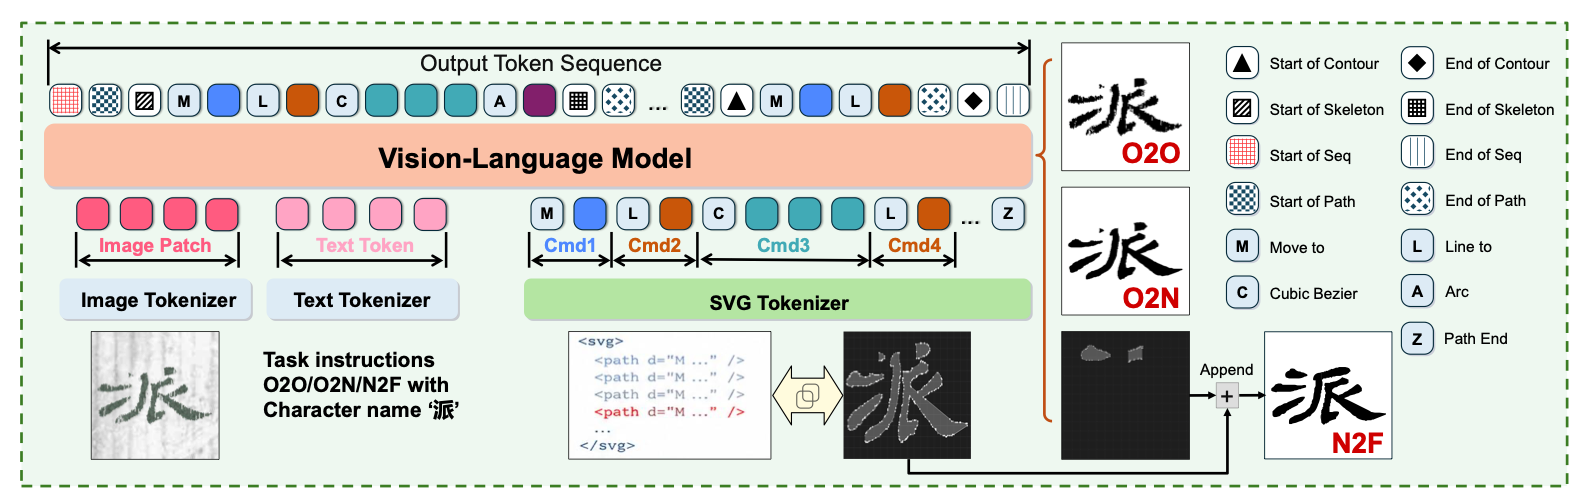 Output Token Sequence
M L C A ... M L
Vision-Language Model
M L C L ... Z
Image Patch
Text Token
Cmd1 Cmd2 Cmd3 Cmd4
Image Tokenizer
Text Tokenizer
SVG Tokenizer
派
Task instructions
O2O/O2N/N2F with
Character name ‘派’
<svg>
<path d="M ..." />
<path d="M ..." />
<path d="M ..." />
<path d="M ..." />
...
</svg>
派
派
O2O
派
O2N
Append
+
派
N2F
Start of Contour
End of Contour
Start of Skeleton
End of Skeleton
Start of Seq
End of Seq
Start of Path
End of Path
M Move to
L Line to
C Cubic Bezier
A Arc
Z Path End